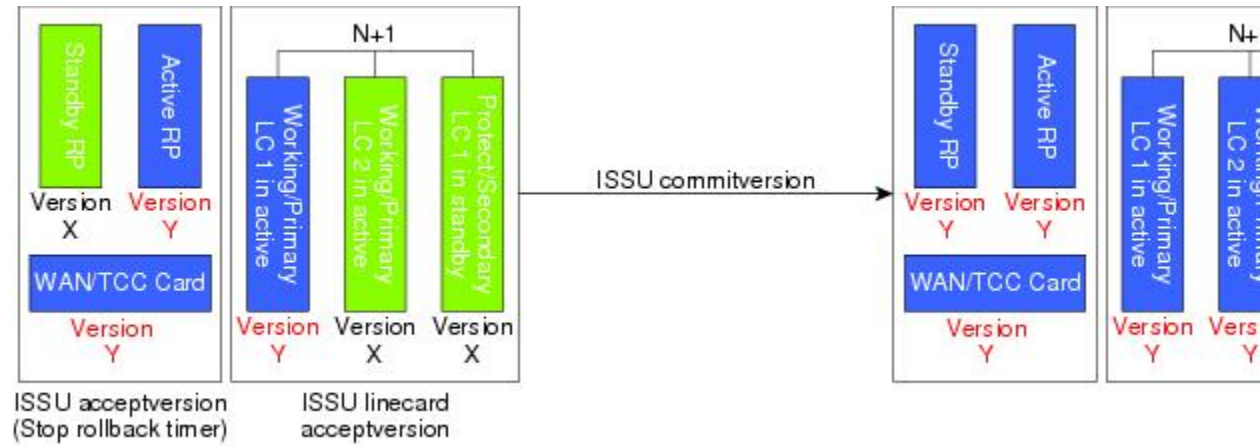 Standby RP
Active RP
Version
X
Version
Y
WAN/TCC Card
Version
Y
N+1
Working/Primary
LC 1 in active
Working/Primary
LC 2 in active
Protect/Secondary
LC 1 in standby
Version
Y
Version
X
Version
X
ISSU acceptversion
(Stop rollback timer)
ISSU linecard
acceptversion
ISSU commitversion
Standby RP
Active RP
Version
Y
Version
Y
WAN/TCC Card
Version
Y
N+
Working/Primary
LC 1 in active
LC 2 in active
Version
Y
Vers
Y